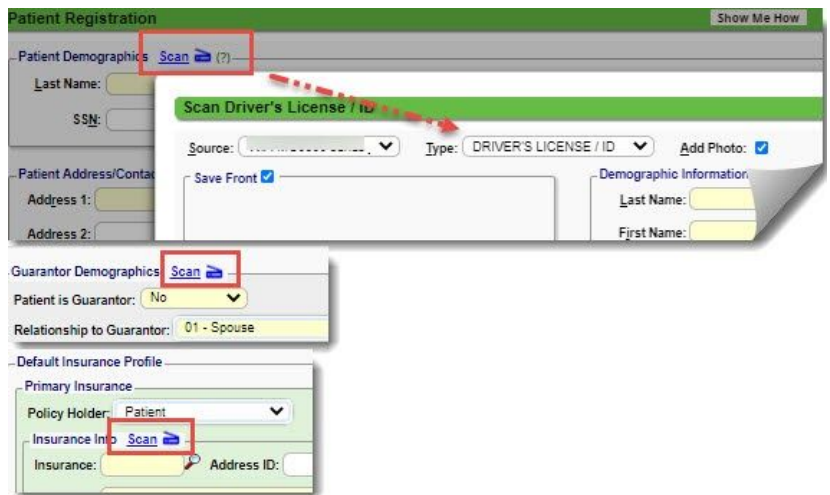 Patient Registration Show Me How
Patient Demographics Scan (?)
Last Name:
SSN:
Scan Driver's License / ID
Source: Type: DRIVER'S LICENSE / ID Add Photo:
Patient Address/Contac
Save Front Demographic Information
Address 1: Last Name:
Address 2: First Name:
Guarantor Demographics Scan
Patient is Guarantor: No
Relationship to Guarantor: 01 - Spouse
Default Insurance Profile
Primary Insurance
Policy Holder: Patient
Insurance Info Scan
Insurance: Address ID: